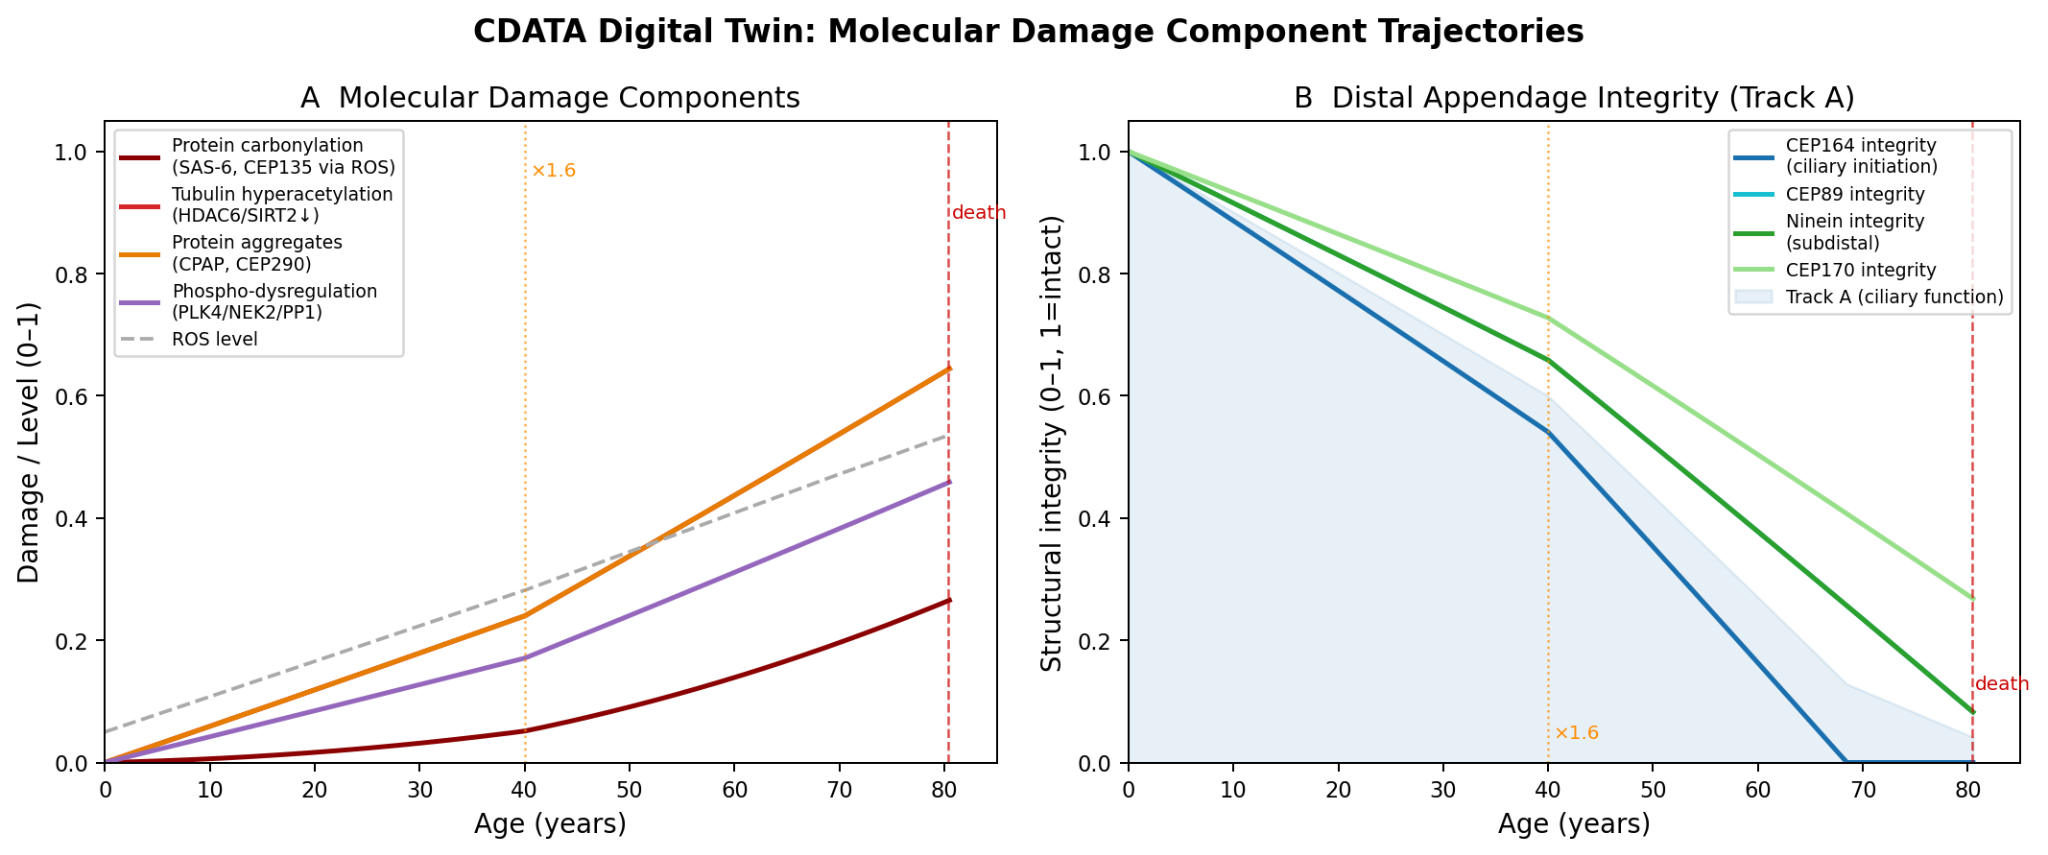 CDATA Digital Twin: Molecular Damage Component Trajectories
A  Molecular Damage Components
Damage / Level (0–1)
1.0
0.8
0.6
0.4
0.2
0.0
Protein carbonylation
(SAS-6, CEP135 via ROS)
Tubulin hyperacetylation
(HDAC6/SIRT2↓)
Protein aggregates
(CPAP, CEP290)
Phospho-dysregulation
(PLK4/NEK2/PP1)
ROS level
×1.6
death
0 10 20 30 40 50 60 70 80
Age (years)
B  Distal Appendage Integrity (Track A)
Structural integrity (0–1, 1=intact)
1.0
0.8
0.6
0.4
0.2
0.0
CEP164 integrity
(ciliary initiation)
CEP89 integrity
Ninein integrity
(subdistal)
CEP170 integrity
Track A (ciliary function)
death
×1.6
0 10 20 30 40 50 60 70 80
Age (years)